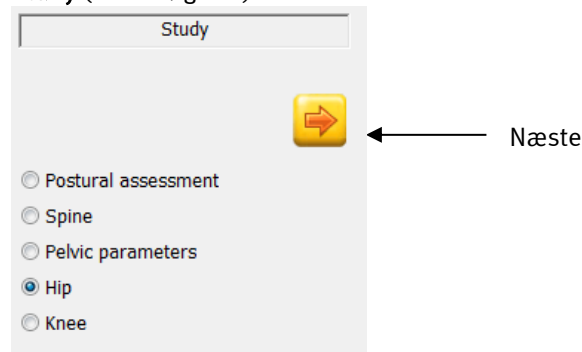 Study
Næste
Postural assessment
Spine
Pelvic parameters
Hip
Knee